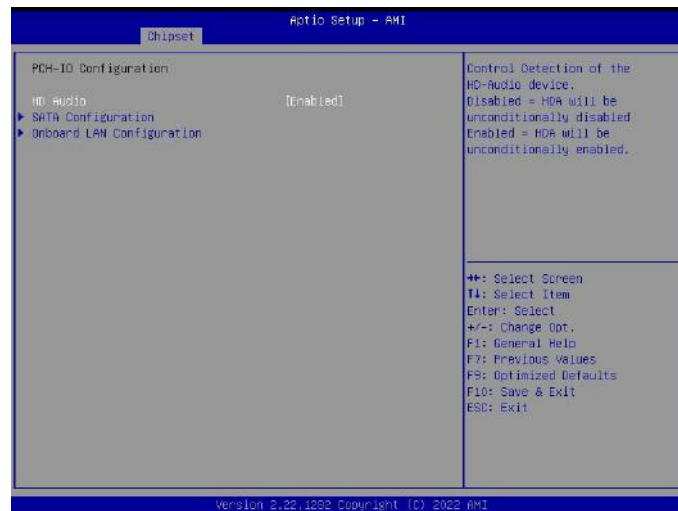 Aptio Setup - AMI
Chipset
PCH-IO Configuration
HD Audio [Enabled]
SATA Configuration
Onboard LAN Configuration
Control Detection of the
HD-Audio device.
Disabled = HDA will be
unconditionally disabled
Enabled = HDA will be
unconditionally enabled.
→←: Select Screen
↑↓: Select Item
Enter: Select
+/-: Change Opt.
F1: General Help
F7: Previous Values
F9: Optimized Defaults
F10: Save & Exit
ESC: Exit
Version 2.22.1282 Copyright (C) 2022 AMI